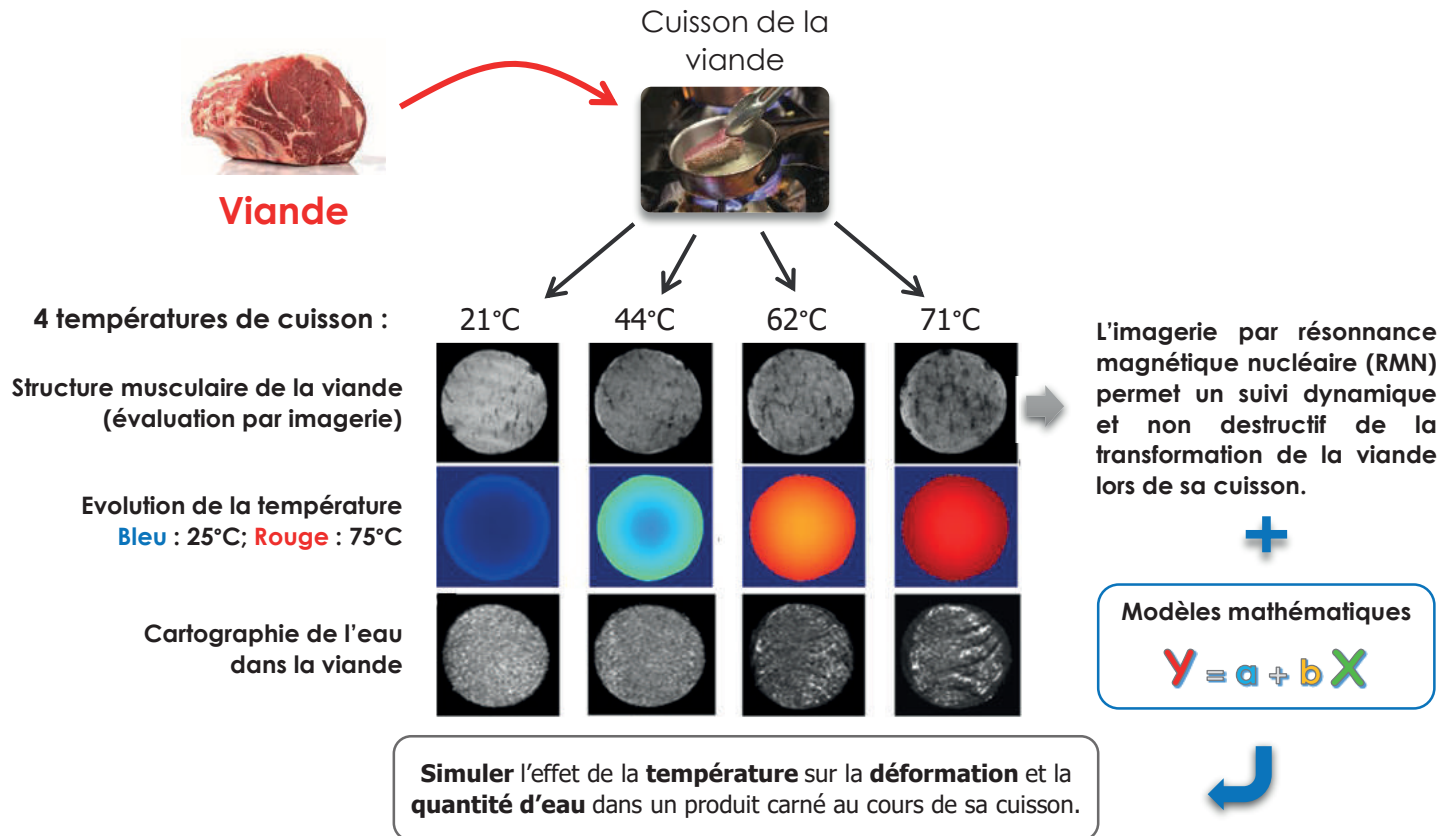 Cuisson de la
viande
Viande
4 températures de cuisson :
21°C
44°C
62°C
71°C
Structure musculaire de la viande
(évaluation par imagerie)
Evolution de la température
Bleu : 25°C; Rouge : 75°C
Cartographie de l'eau
dans la viande
L'imagerie par résonnance
magnétique nucléaire (RMN)
permet un suivi dynamique
et non destructif de la
transformation de la viande
lors de sa cuisson.
+
Modèles mathématiques
Y = a + b X
Simuler l'effet de la température sur la déformation et la
quantité d'eau dans un produit carné au cours de sa cuisson.